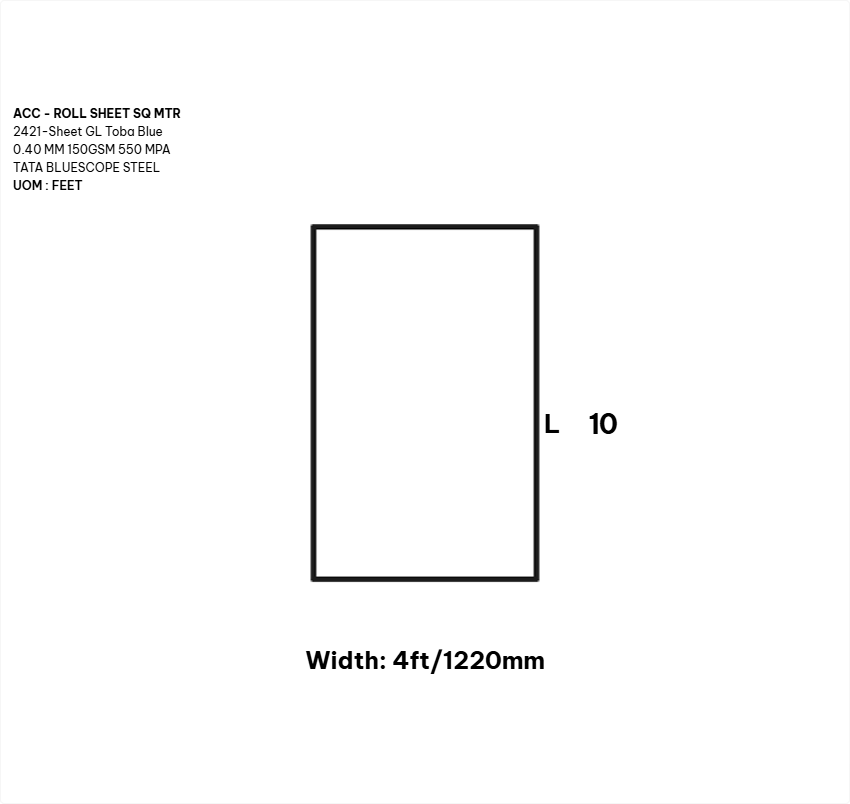 ACC - ROLL SHEET SQ MTR
2421-Sheet GL Toba Blue
0.40 MM 150GSM 550 MPA
TATA BLUESCOPE STEEL
UOM : FEET
L 10
Width: 4ft/1220mm